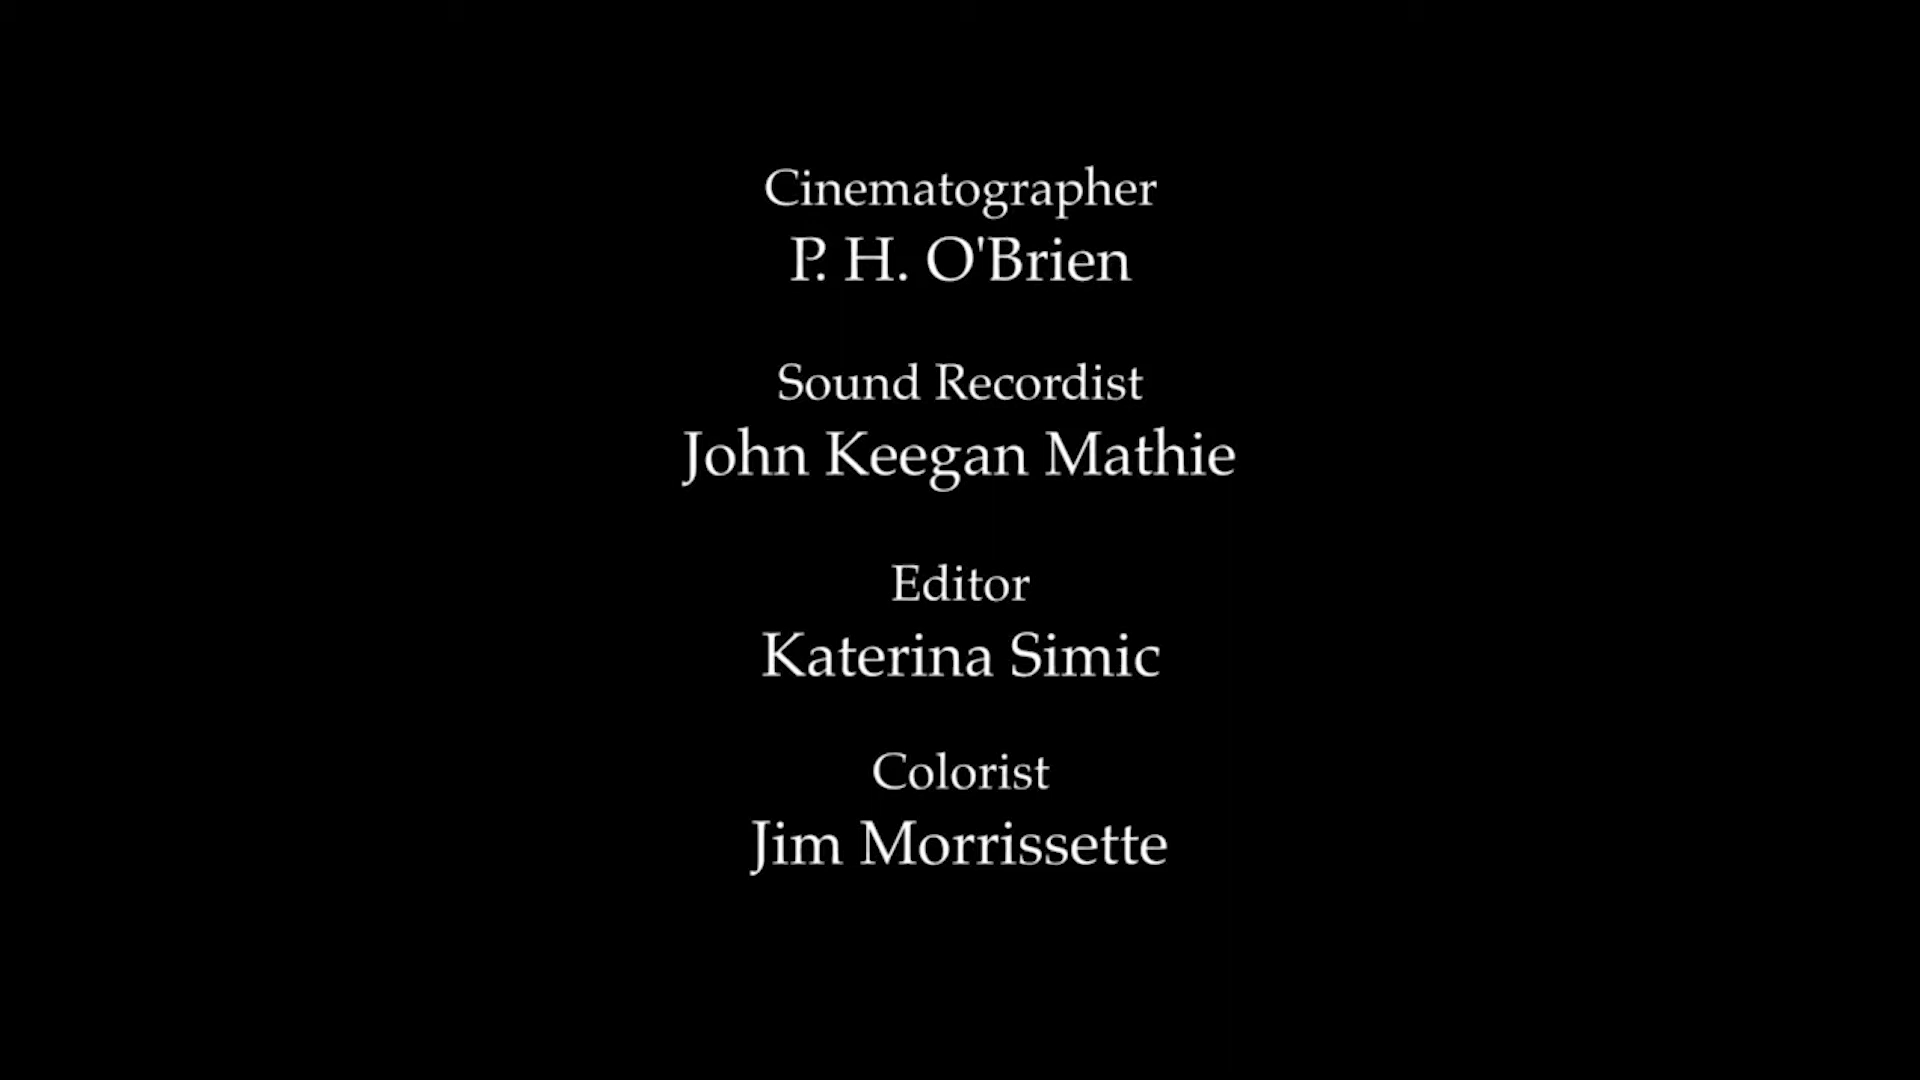 Cinematographer
P. H. O'Brien
Sound Recordist
John Keegan Mathie
Editor
Katerina Simic
Colorist
Jim Morrissette